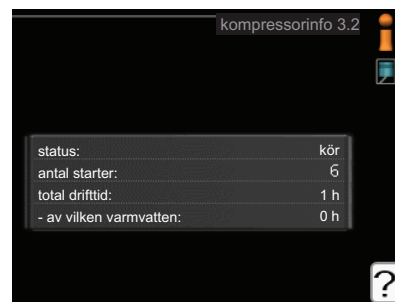 kompressorinfo 3.2
status: kör
antal starter: 6
total drifttid: 1 h
- av vilken varmvatten: 0 h
?